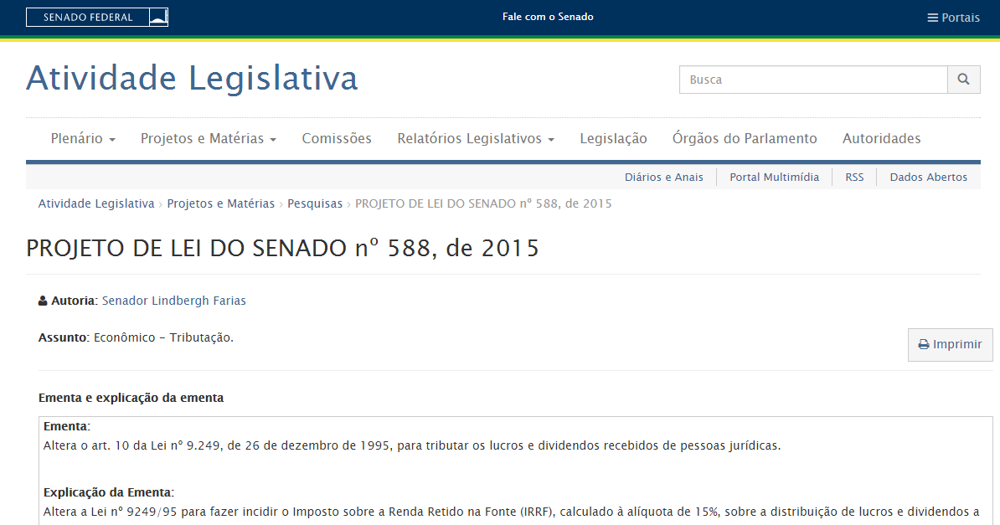 SENADO FEDERAL
Fale com o Senado
Portais
Atividade Legislativa
Busca
Plenário
Projetos e Matérias
Comissões
Relatórios Legislativos
Legislação
Órgãos do Parlamento
Autoridades
Diários e Anais
Portal Multimídia
RSS
Dados Abertos
Atividade Legislativa › Projetos e Matérias › Pesquisas › PROJETO DE LEI DO SENADO nº 588, de 2015
PROJETO DE LEI DO SENADO nº 588, de 2015
Autoria: Senador Lindbergh Farias
Assunto: Econômico - Tributação.
Imprimir
Ementa e explicação da ementa
Ementa:
Altera o art. 10 da Lei nº 9.249, de 26 de dezembro de 1995, para tributar os lucros e dividendos recebidos de pessoas jurídicas.
Explicação da Ementa:
Altera a Lei nº 9249/95 para fazer incidir o Imposto sobre a Renda Retido na Fonte (IRRF), calculado à alíquota de 15%, sobre a distribuição de lucros e dividendos a